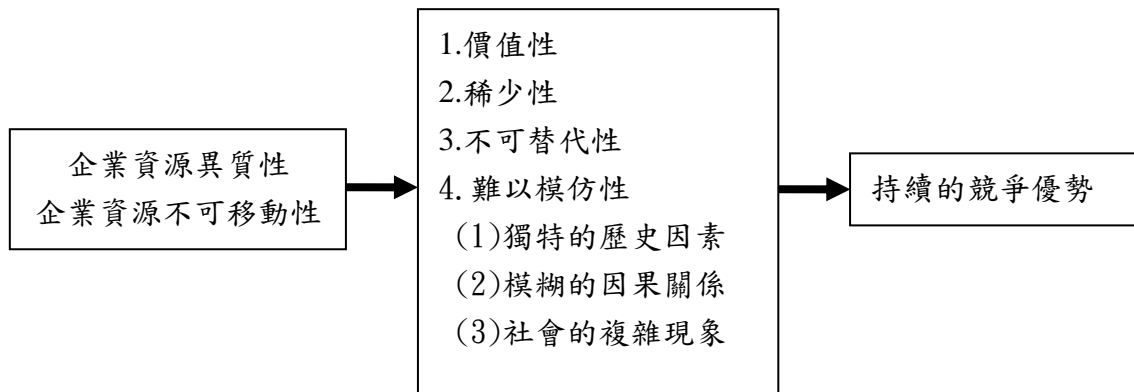 企業資源異質性
企業資源不可移動性
1.價值性
2.稀少性
3.不可替代性
4.難以模仿性
(1)獨特的歷史因素
(2)模糊的因果關係
(3)社會的複雜現象
持續的競爭優勢